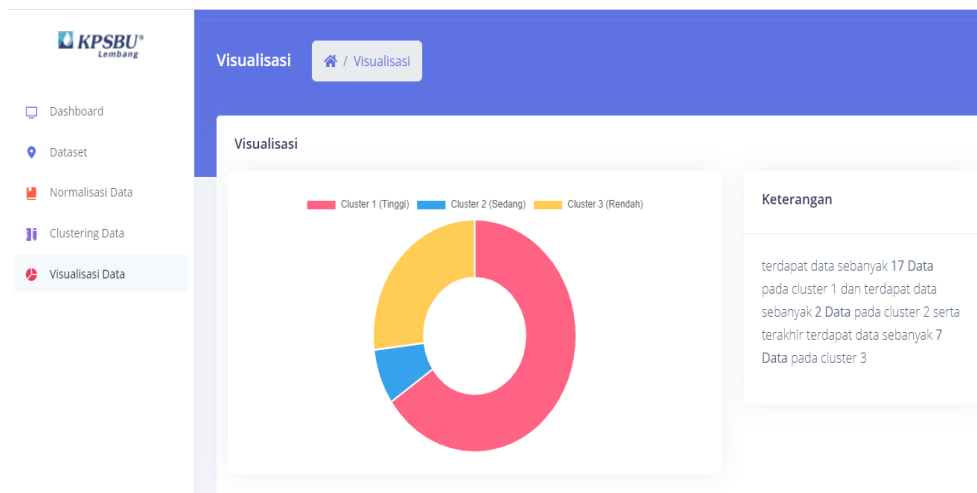 KPSBU®
Lembang
Dashboard
Dataset
Normalisasi Data
Clustering Data
Visualisasi Data
Visualisasi
/ Visualisasi
Visualisasi
Cluster 1 (Tinggi) Cluster 2 (Sedang) Cluster 3 (Rendah)
Keterangan
terdapat data sebanyak 17 Data
pada cluster 1 dan terdapat data
sebanyak 2 Data pada cluster 2 serta
terakhir terdapat data sebanyak 7
Data pada cluster 3